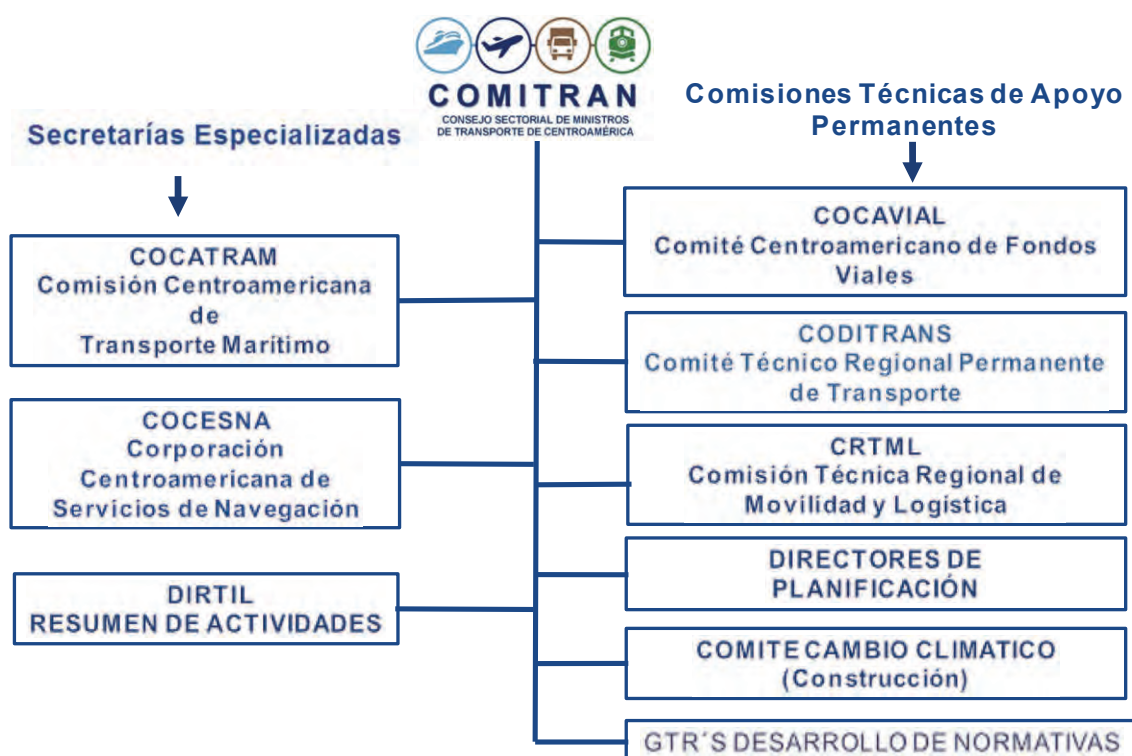 COMITRAN
CONSEJO SECTORIAL DE MINISTROS
DE TRANSPORTE DE CENTROAMÉRICA
Secretarías Especializadas
COCATRAM
Comisión Centroamericana
de
Transporte Marítimo
COCESNA
Corporación
Centroamericana de
Servicios de Navegación
DIRTIL
RESUMEN DE ACTIVIDADES
Comisiones Técnicas de Apoyo
Permanentes
COCAVIAL
Comité Centroamericano de Fondos
Viales
CODITRANS
Comité Técnico Regional Permanente
de Transporte
CRTML
Comisión Técnica Regional de
Movilidad y Logística
DIRECTORES DE
PLANIFICACIÓN
COMITE CAMBIO CLIMATICO
(Construcción)
GTR´S DESARROLLO DE NORMATIVAS